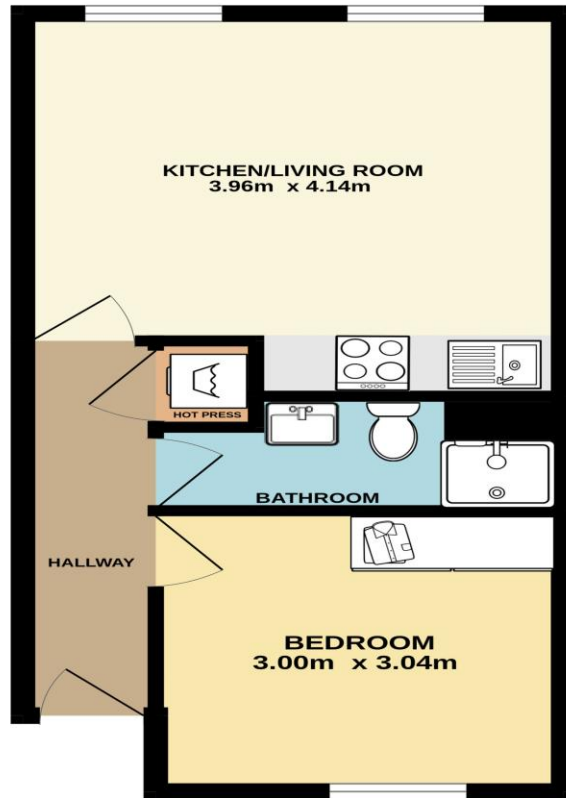 KITCHEN/LIVING ROOM
3.96m x 4.14m
HOT PRESS
BATHROOM
HALLWAY
BEDROOM
3.00m x 3.04m